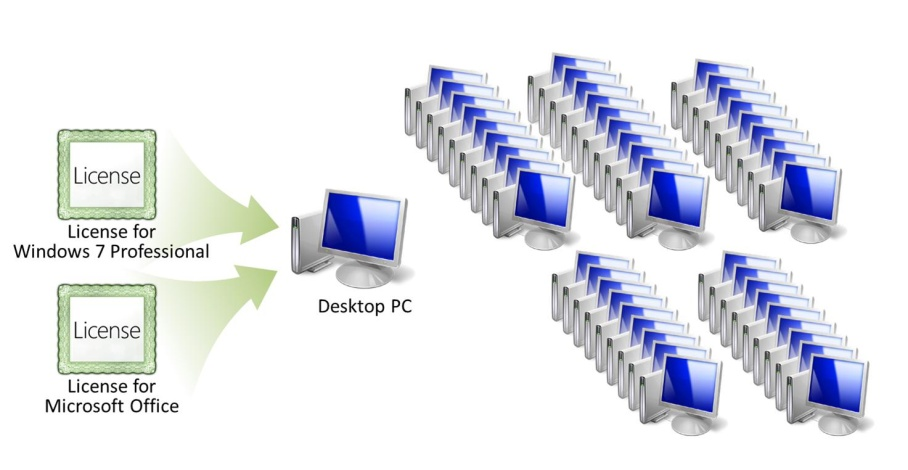 License
License for
Windows 7 Professional
License
License for
Microsoft Office
Desktop PC